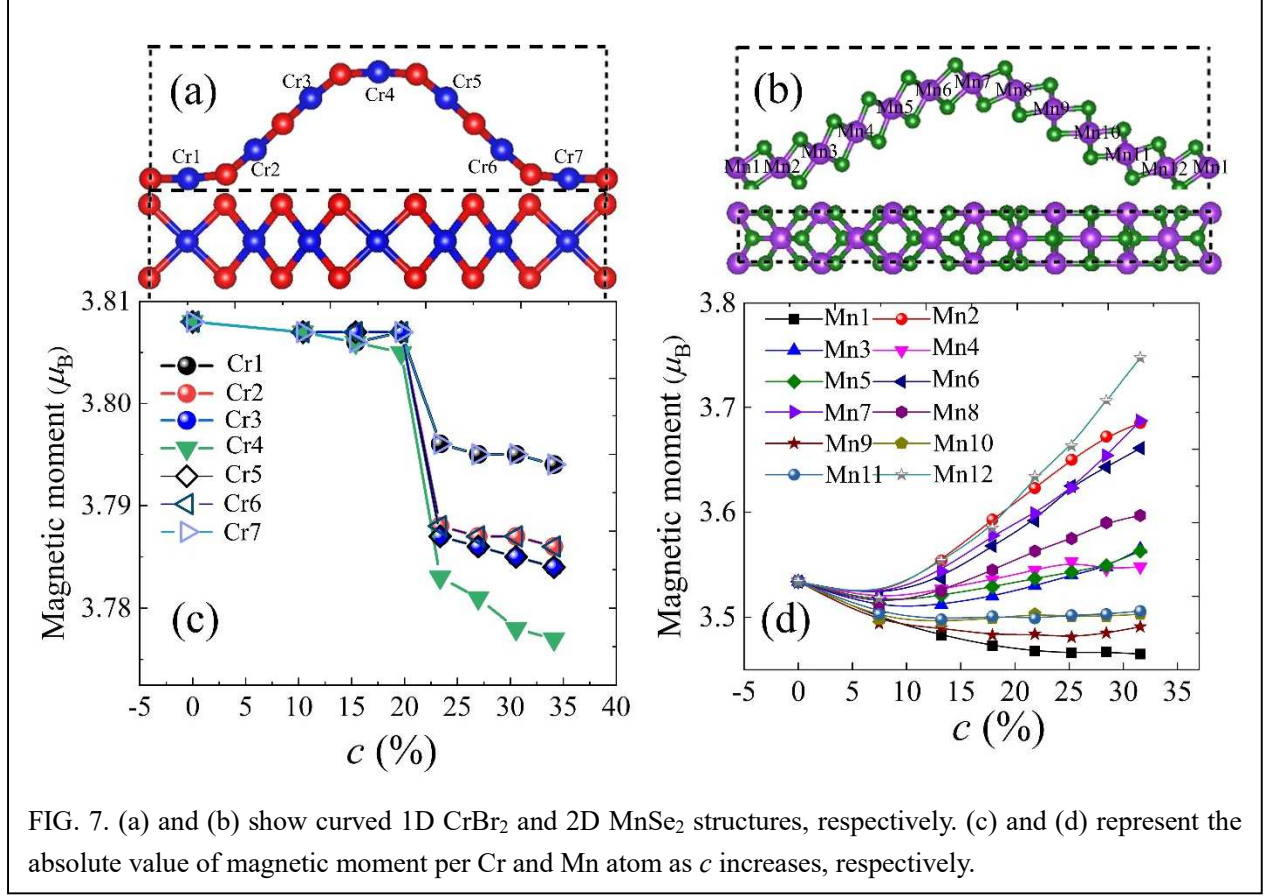 (a)
Cr1
Cr2
Cr3
Cr4
Cr5
Cr6
Cr7
(b)
Mn1
Mn2
Mn3
Mn4
Mn5
Mn6
Mn7
Mn8
Mn9
Mn10
Mn11
Mn12
Mn1
Magnetic moment (μB)
3.81
3.80
3.79
3.78
Cr1
Cr2
Cr3
Cr4
Cr5
Cr6
Cr7
(c)
-5 0 5 10 15 20 25 30 35 40
c (%)
Magnetic moment (μB)
3.8
3.7
3.6
3.5
Mn1 Mn2
Mn3 Mn4
Mn5 Mn6
Mn7 Mn8
Mn9 Mn10
Mn11 Mn12
(d)
-5 0 5 10 15 20 25 30 35
c (%)
FIG. 7. (a) and (b) show curved 1D CrBr₂ and 2D MnSe₂ structures, respectively. (c) and (d) represent the
absolute value of magnetic moment per Cr and Mn atom as c increases, respectively.